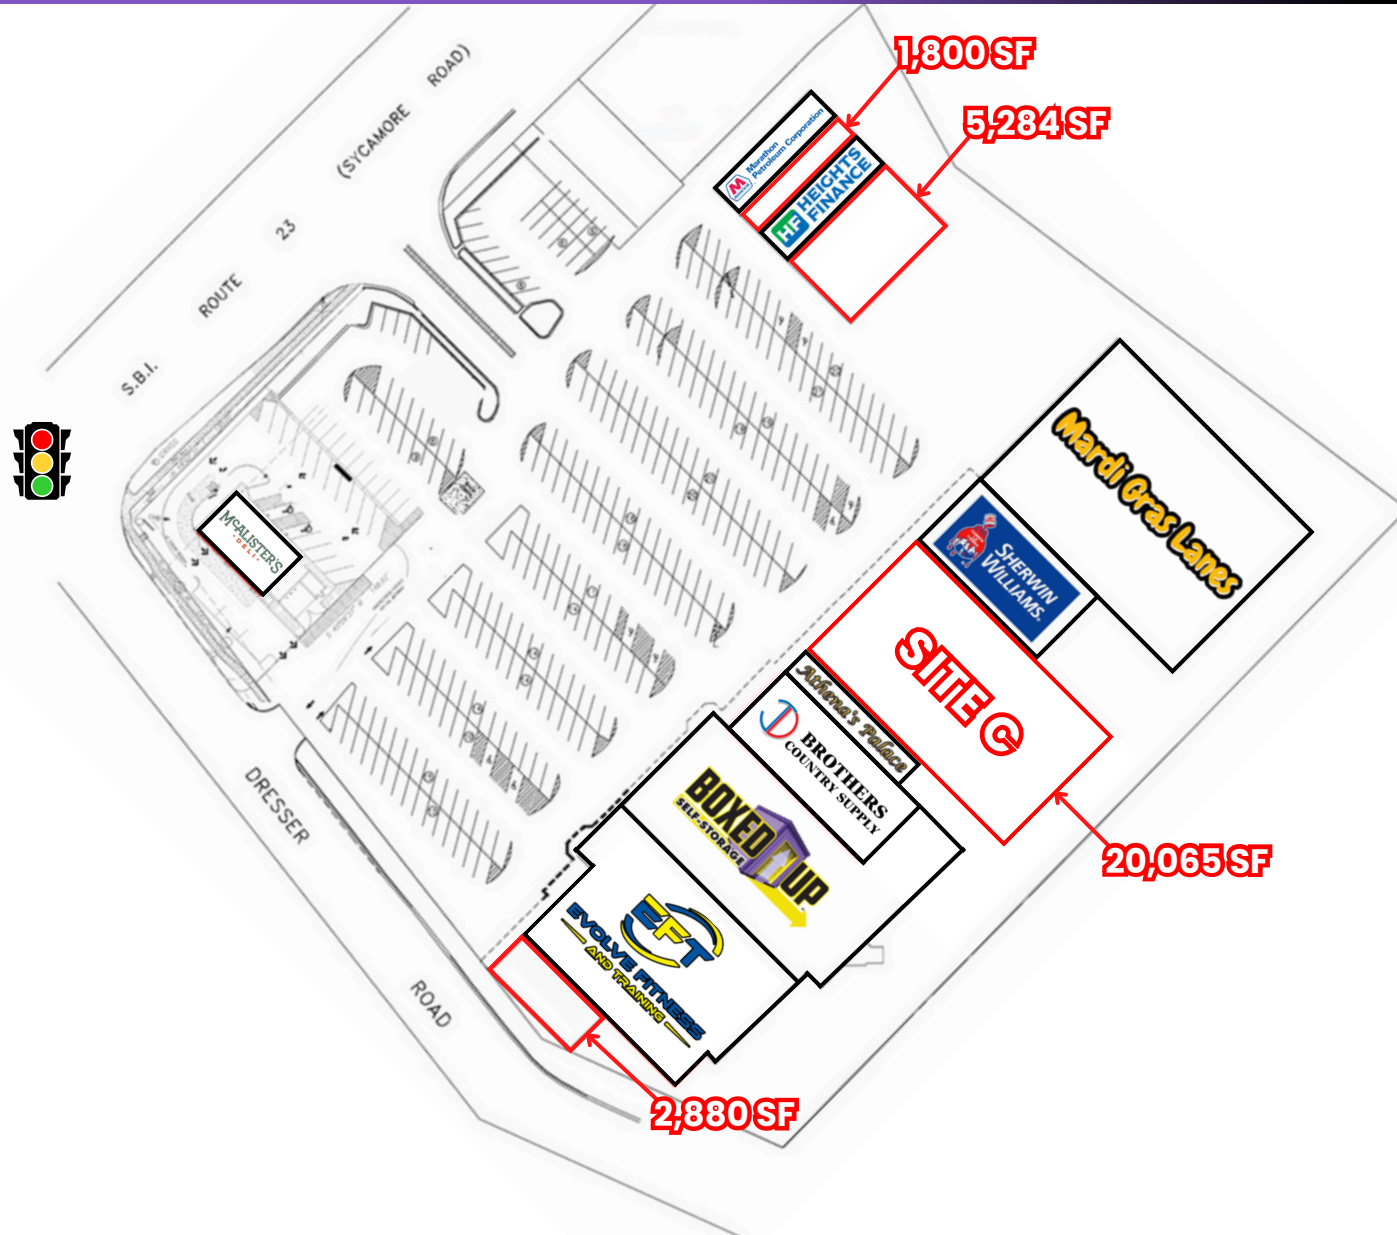 1,800 SF
5,284 SF
S.B.I. ROUTE 23 (SYCAMORE ROAD)
Marathon
Petroleum Corporation
HF
HEIGHTS
FINANCE
McALISTER'S
DELI
Mardi Gras Lanes
SHERWIN
WILLIAMS.
SITE C
Athena's Palace
JD
BROTHERS
COUNTRY SUPPLY
BOXED
UP
SELF-STORAGE
EFT
EVOLVE FITNESS
AND TRAINING
20,065 SF
2,880 SF
DRESSER ROAD